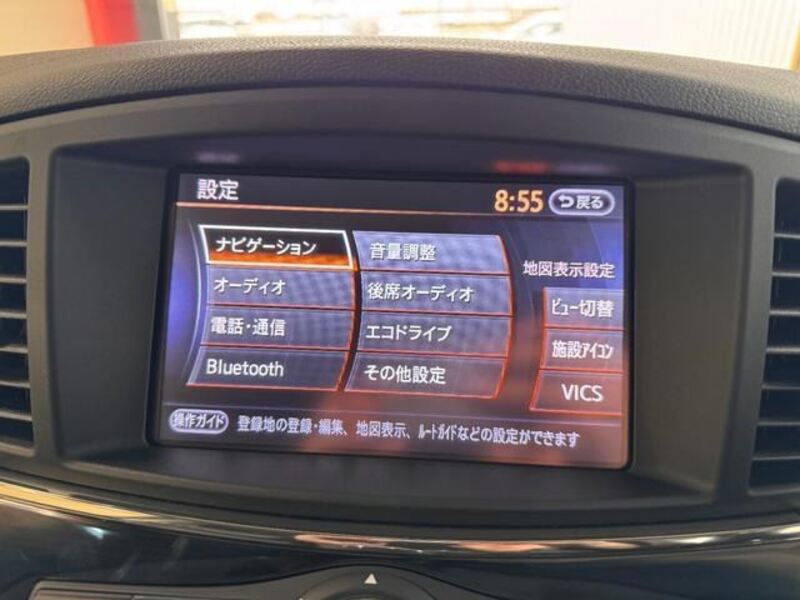 設定
8:55
戻る
ナビゲーション
音量調整
オーディオ
後席オーディオ
電話・通信
エコドライブ
Bluetooth
その他設定
地図表示設定
ビュー切替
施設アイコン
VICS
操作ガイド
登録地の登録・編集、地図表示、ルートガイドなどの設定ができます